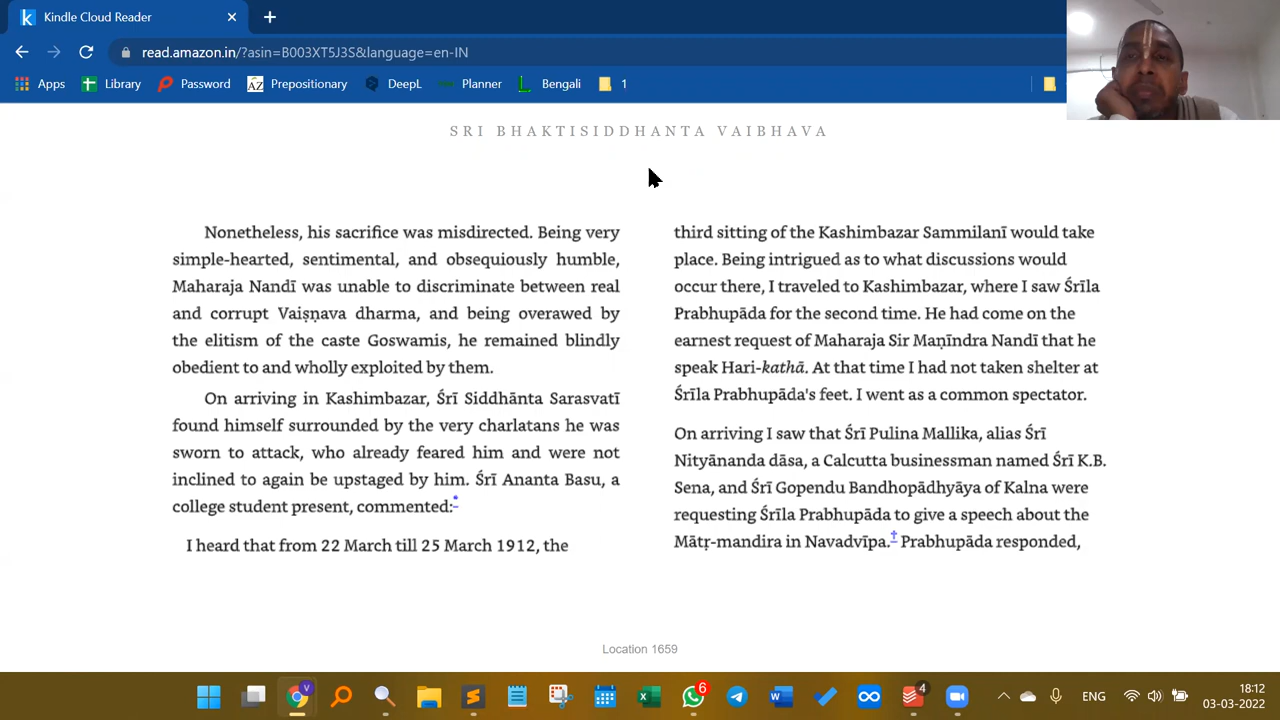 Kindle Cloud Reader
read.amazon.in/?asin=B003XT5J3S&language=en-IN
Apps Library Password AZ Prepositionary DeepL Planner Bengali 1
SRI BHAKTISIDDHANTA VAIBHAVA
Nonetheless, his sacrifice was misdirected. Being very
simple-hearted, sentimental, and obsequiously humble,
Maharaja Nandī was unable to discriminate between real
and corrupt Vaiṣṇava dharma, and being overawed by
the elitism of the caste Goswamis, he remained blindly
obedient to and wholly exploited by them.
On arriving in Kashimbazar, Śrī Siddhānta Sarasvatī
found himself surrounded by the very charlatans he was
sworn to attack, who already feared him and were not
inclined to again be upstaged by him. Śrī Ananta Basu, a
college student present, commented:*
I heard that from 22 March till 25 March 1912, the
third sitting of the Kashimbazar Sammilanī would take
place. Being intrigued as to what discussions would
occur there, I traveled to Kashimbazar, where I saw Śrīla
Prabhupāda for the second time. He had come on the
earnest request of Maharaja Sir Maṇīndra Nandī that he
speak Hari-kathā. At that time I had not taken shelter at
Śrīla Prabhupāda's feet. I went as a common spectator.
On arriving I saw that Śrī Pulina Mallika, alias Śrī
Nityānanda dāsa, a Calcutta businessman named Śrī K.B.
Sena, and Śrī Gopendu Bandhopādhyāya of Kalna were
requesting Śrīla Prabhupāda to give a speech about the
Mātṛ-mandira in Navadvīpa.† Prabhupāda responded,
Location 1659
6
4
ENG
18:12
03-03-2022